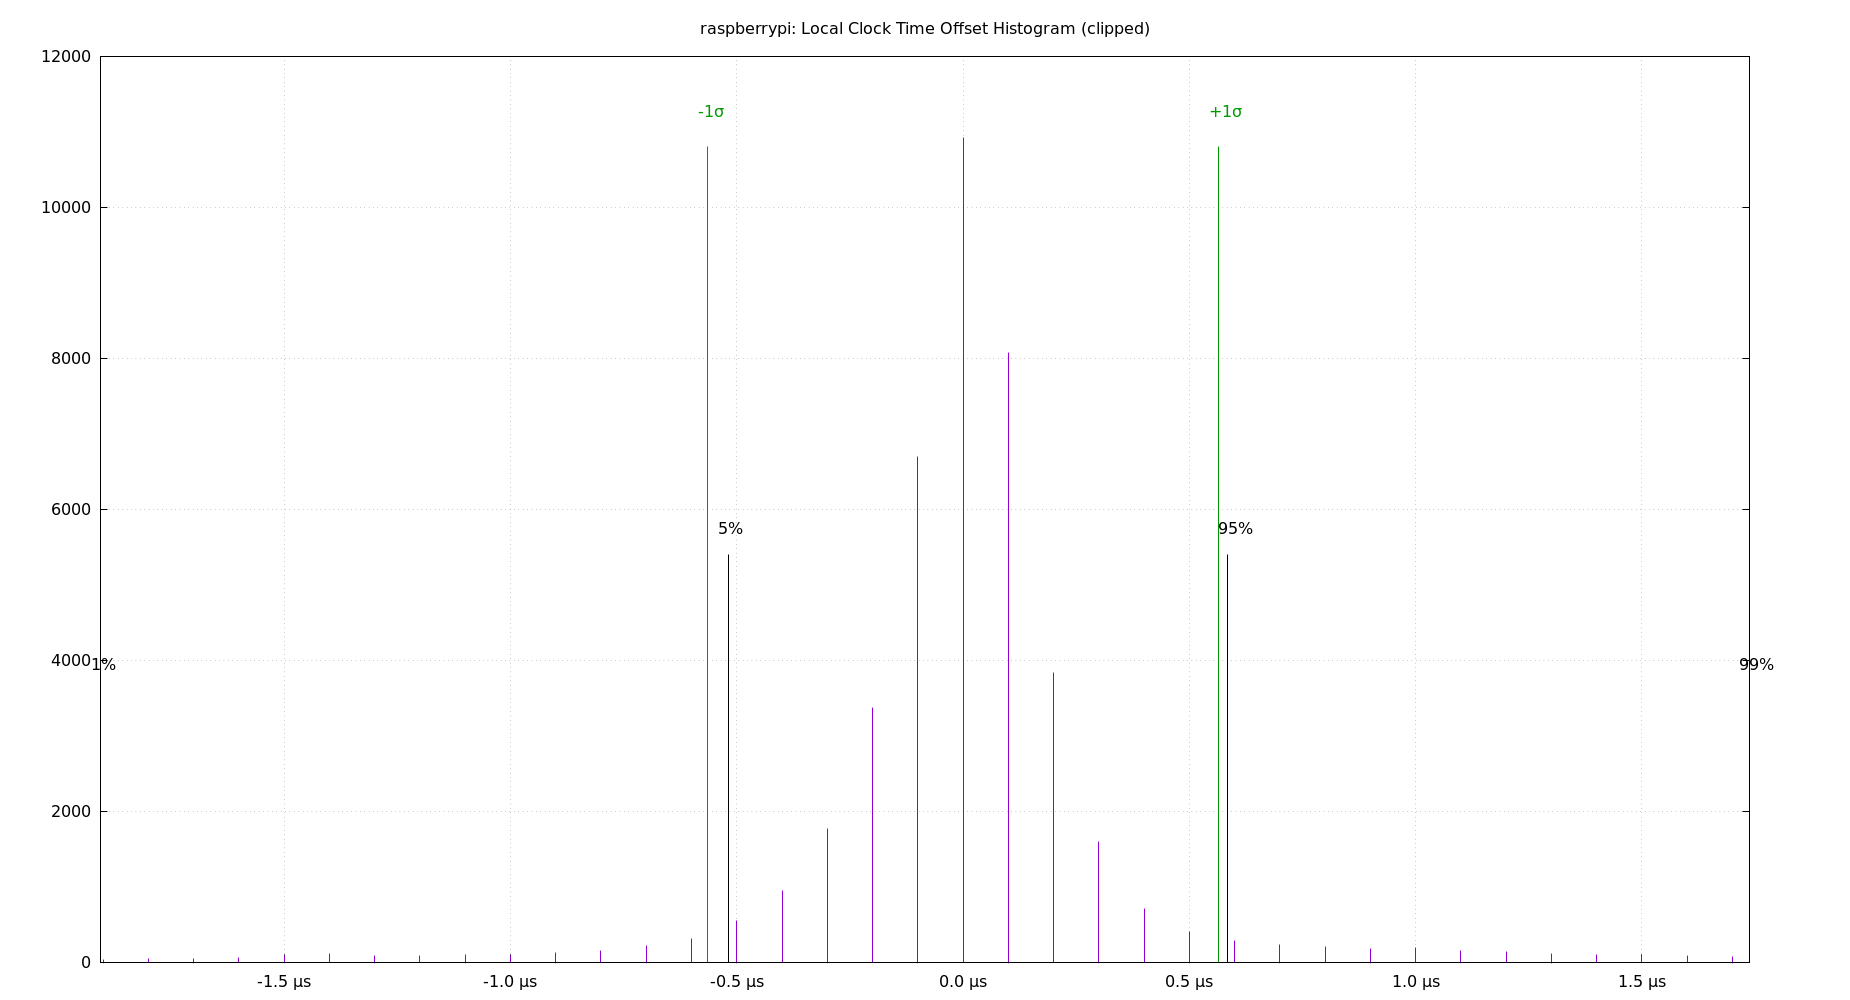 raspberrypi: Local Clock Time Offset Histogram (clipped)
12000
-1σ
+1σ
10000
8000
6000
5%
95%
4000
1%
99%
2000
0
-1.5 µs
-1.0 µs
-0.5 µs
0.0 µs
0.5 µs
1.0 µs
1.5 µs